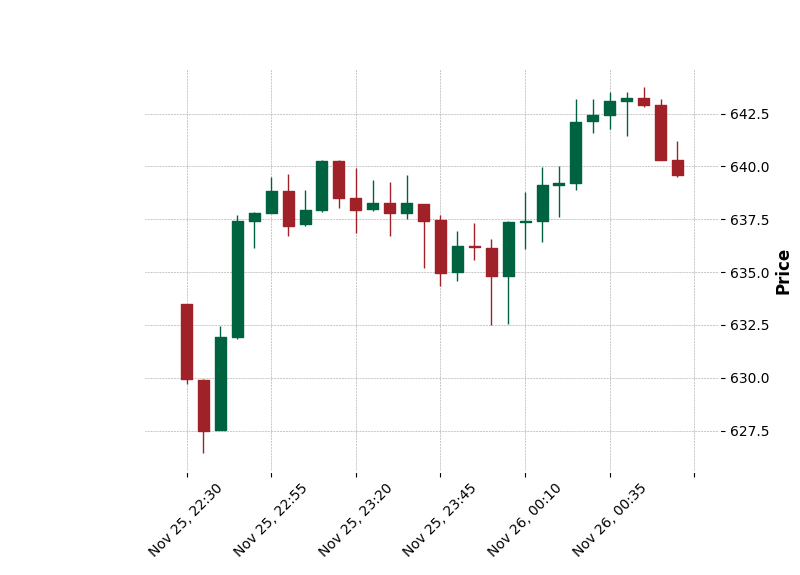 642.5
640.0
637.5
635.0
632.5
630.0
627.5
Price
Nov 25, 22:30
Nov 25, 22:55
Nov 25, 23:20
Nov 25, 23:45
Nov 26, 00:10
Nov 26, 00:35